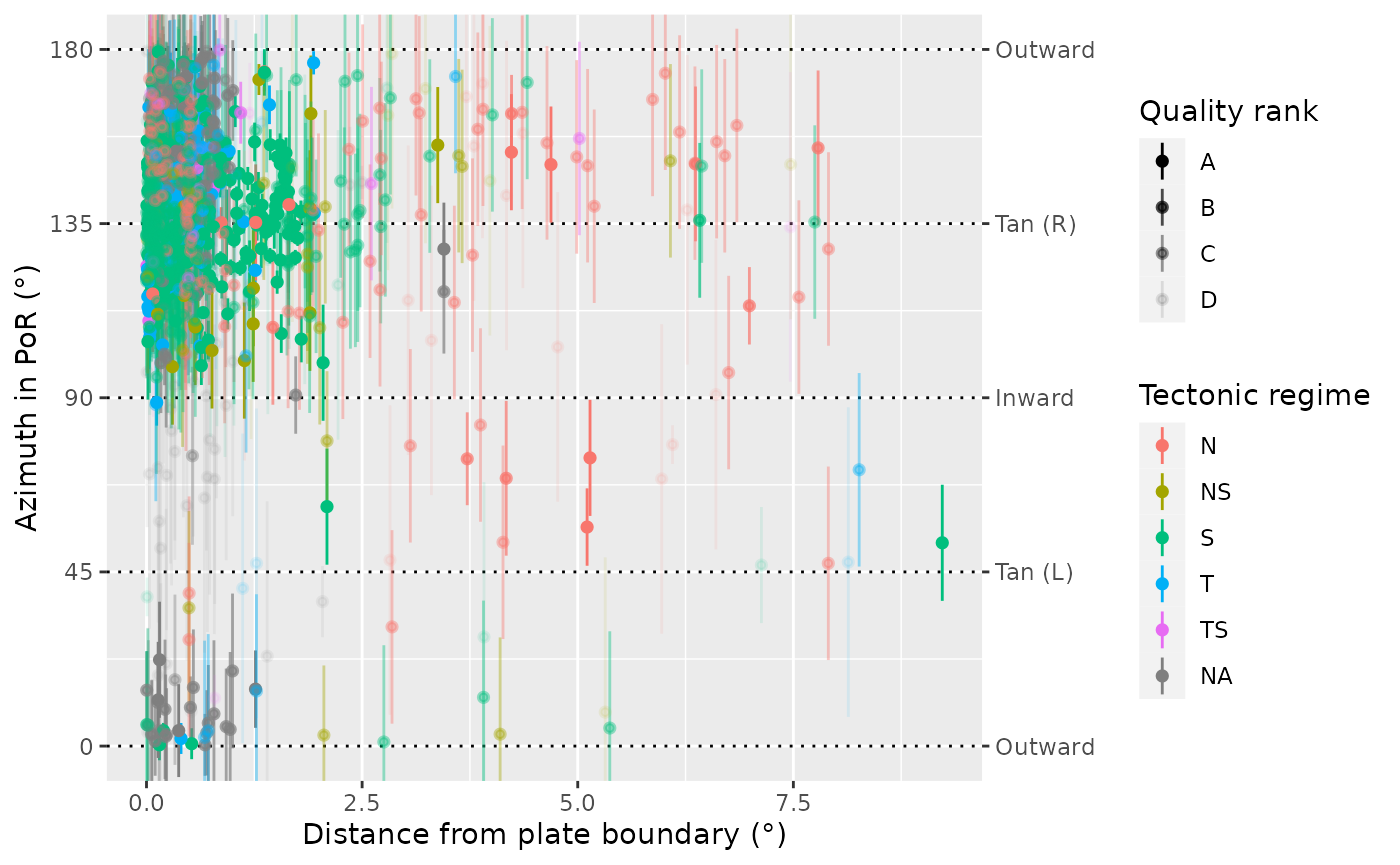 180
135
90
45
0
Azimuth in PoR (°)
Outward
Tan (R)
Inward
Tan (L)
Outward
0.0
2.5
5.0
7.5
Distance from plate boundary (°)
Quality rank
A
B
C
D
Tectonic regime
N
NS
S
T
TS
NA